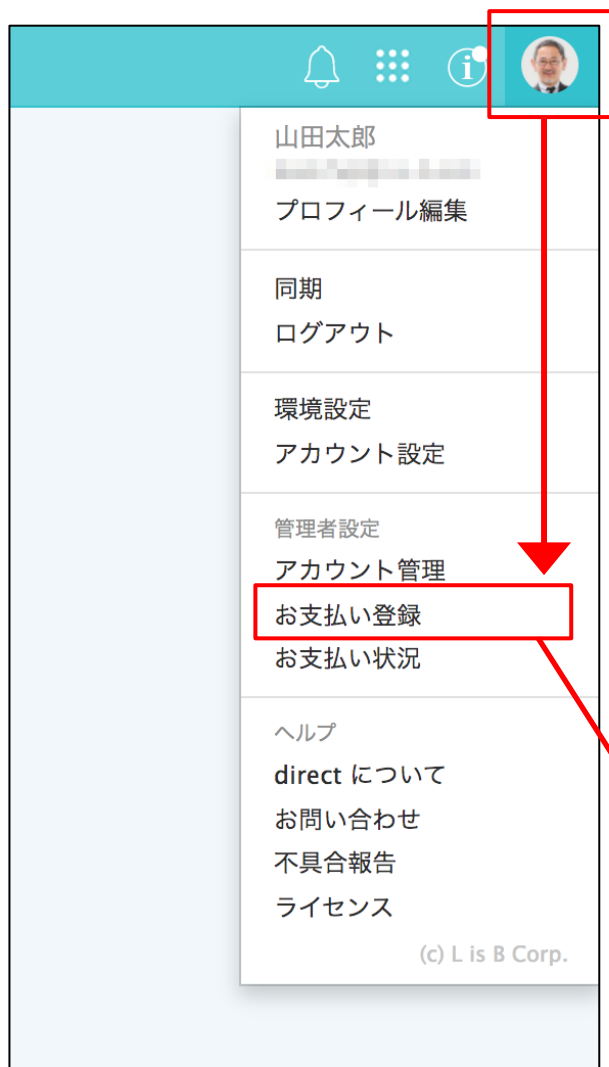 山田太郎
プロフィール編集
同期
ログアウト
環境設定
アカウント設定
管理者設定
アカウント管理
お支払い登録
お支払い状況
ヘルプ
direct について
お問い合わせ
不具合報告
ライセンス
(c) L is B Corp.